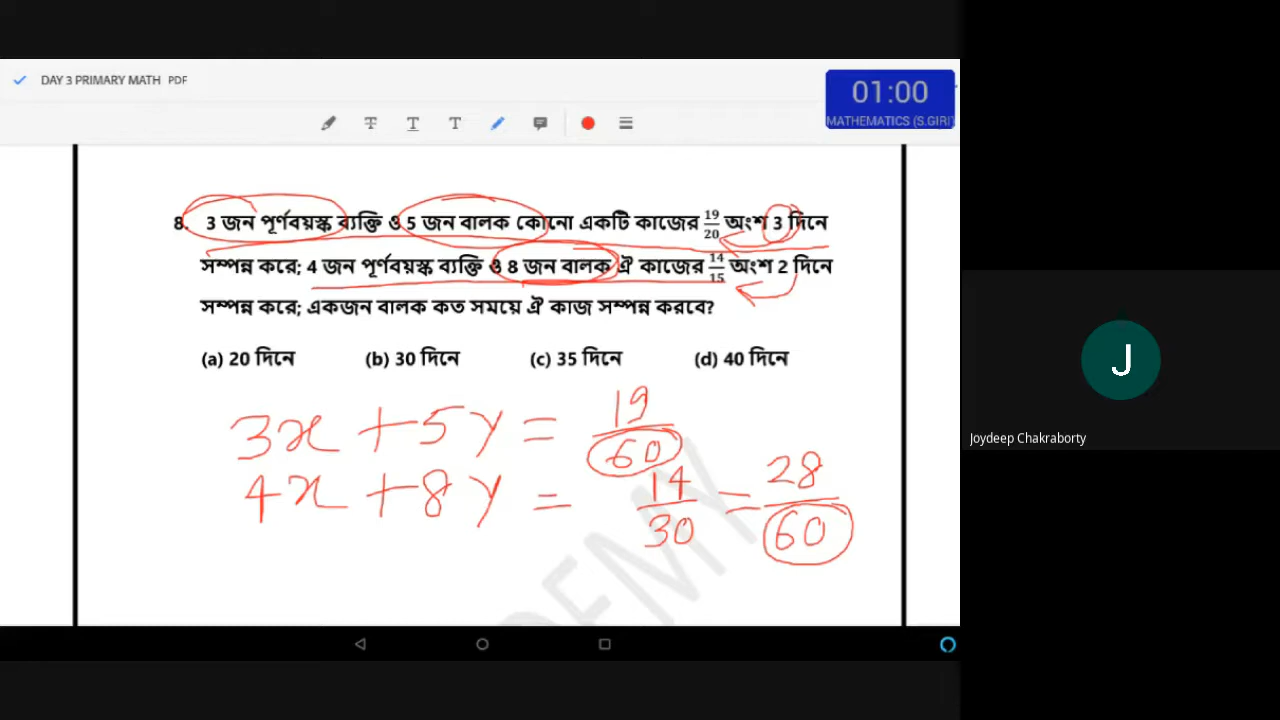 DAY 3 PRIMARY MATH PDF
01:00
MATHEMATICS (S.GIRI)
8. 3 জন পূর্ণবয়স্ক ব্যক্তি ও 5 জন বালক কোনো একটি কাজের 19/20 অংশ 3 দিনে
সম্পন্ন করে; 4 জন পূর্ণবয়স্ক ব্যক্তি ও 8 জন বালক ঐ কাজের 14/15 অংশ 2 দিনে
সম্পন্ন করে; একজন বালক কত সময়ে ঐ কাজ সম্পন্ন করবে?
(a) 20 দিনে (b) 30 দিনে (c) 35 দিনে (d) 40 দিনে
3x + 5y = 19/60
4x + 8y = 14/30 = 28/60
J
Joydeep Chakraborty